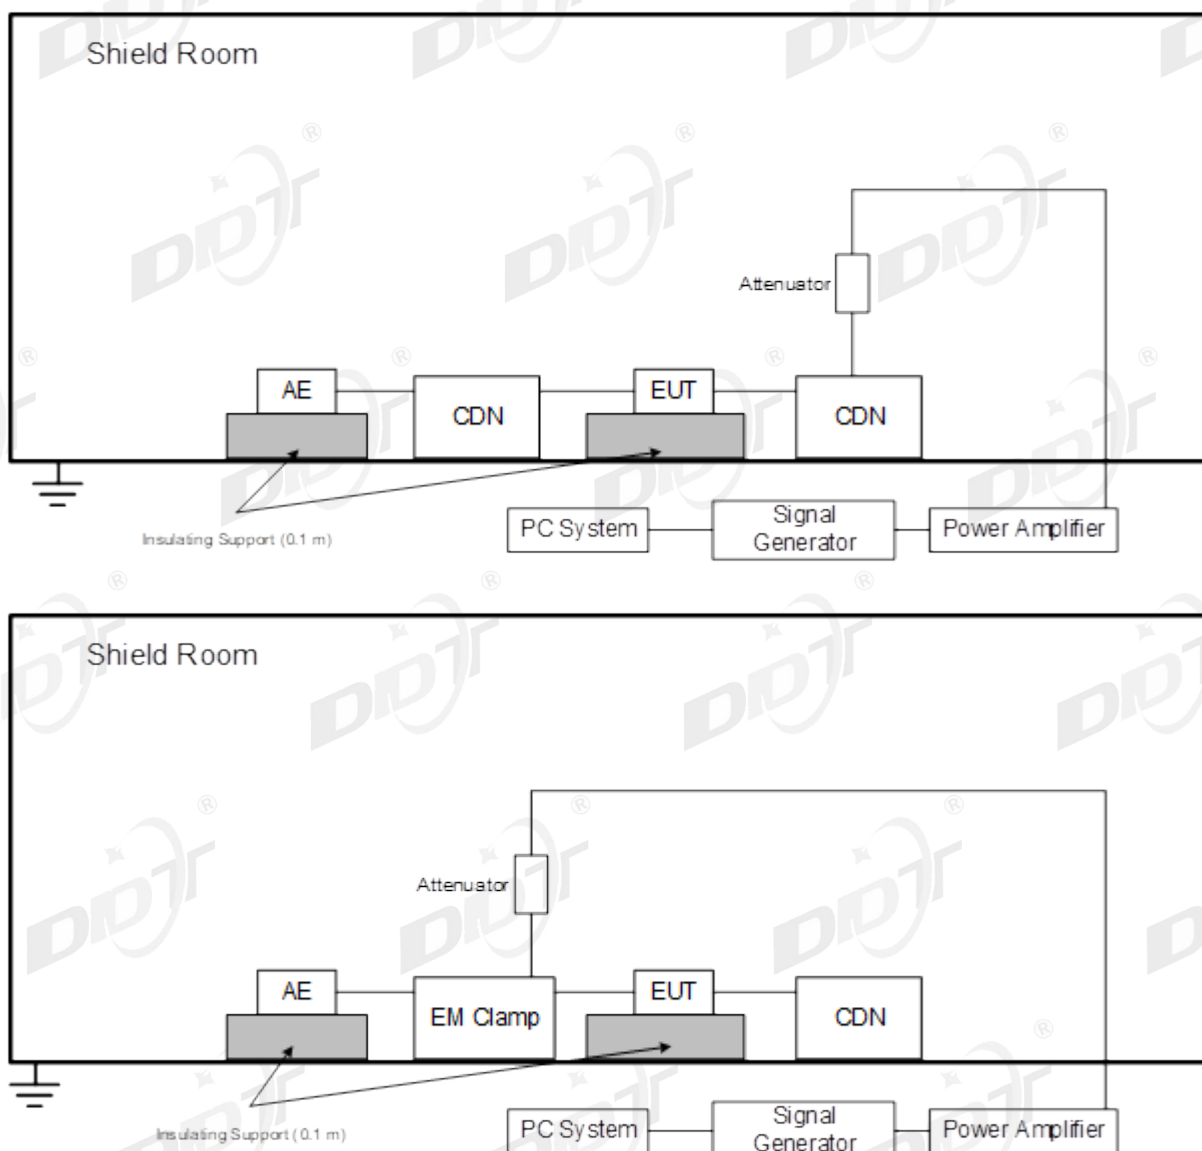 Shield Room
Attenuator
AE
CDN
EUT
CDN
Insulating Support (0.1 m)
PC System
Signal
Generator
Power Amplifier
Shield Room
Attenuator
AE
EM Clamp
EUT
CDN
Insulating Support (0.1 m)
PC System
Signal
Generator
Power Amplifier